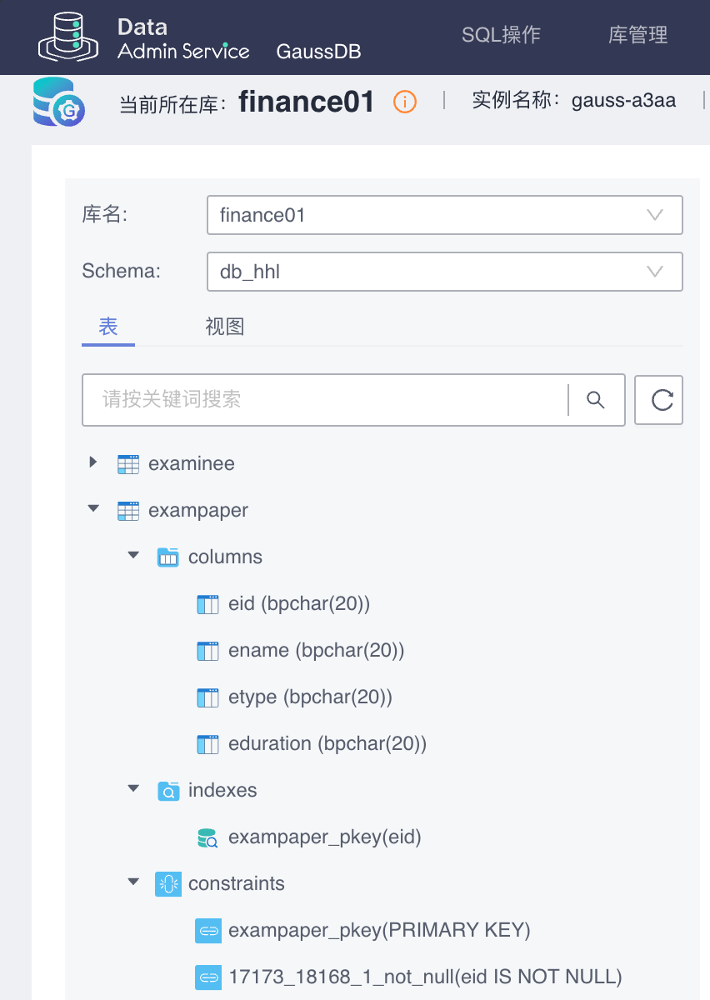 Data
Admin Service GaussDB SQL操作 库管理
当前所在库: finance01 实例名称: gauss-a3aa
库名: finance01
Schema: db_hhl
表 视图
请按关键词搜索
examinee
exampaper
columns
eid (bpchar(20))
ename (bpchar(20))
etype (bpchar(20))
eduration (bpchar(20))
indexes
exampaper_pkey(eid)
constraints
exampaper_pkey(PRIMARY KEY)
17173_18168_1_not_null(eid IS NOT NULL)